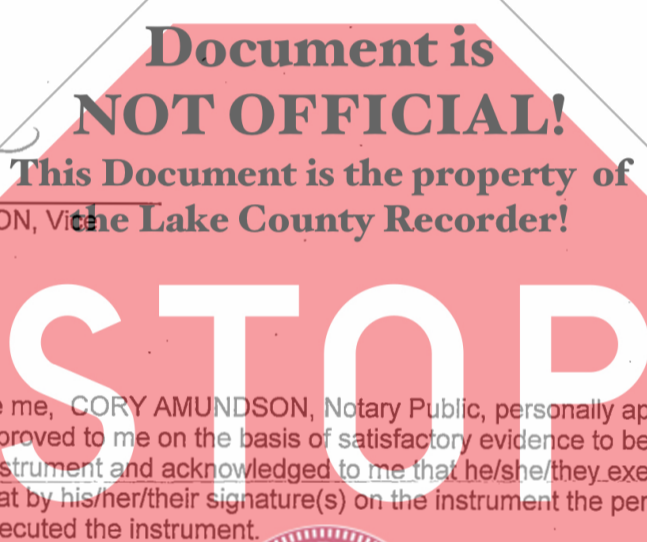 Document is
NOT OFFICIAL!
This Document is the property of
the Lake County Recorder!
ON, Vice
STOP
e me, CORY AMUNDSON, Notary Public, personally ap
proved to me on the basis of satisfactory evidence to be
strument and acknowledged to me that he/she/they exe
at by his/her/their signature(s) on the instrument the per
ecuted the instrument.